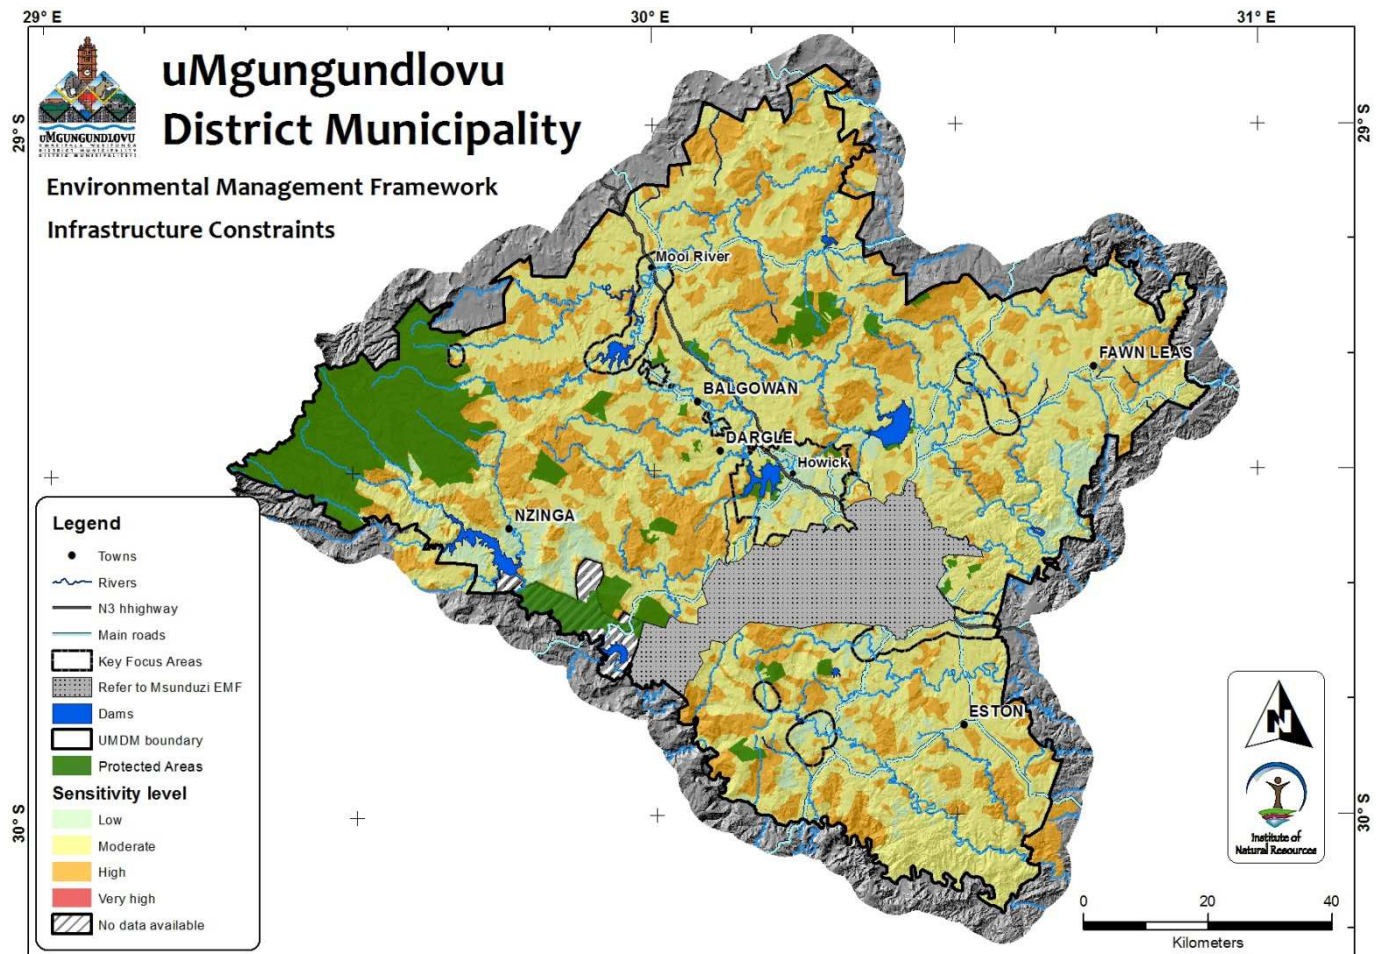 29° E
30° E
31° E
29° S
29° S
30° S
30° S
uMGUNGUNDLOVU
DISTRICT MUNICIPALITY
uMgungundlovu
District Municipality
Environmental Management Framework
Infrastructure Constraints
Mooi River
FAWN LEAS
BALGOWAN
DARGLE
Howick
NZINGA
ESTON
Legend
Towns
Rivers
N3 hhighway
Main roads
Key Focus Areas
Refer to Msunduzi EMF
Dams
UMDM boundary
Protected Areas
Sensitivity level
Low
Moderate
High
Very high
No data available
N
Institute of
Natural Resources
0 20 40
Kilometers